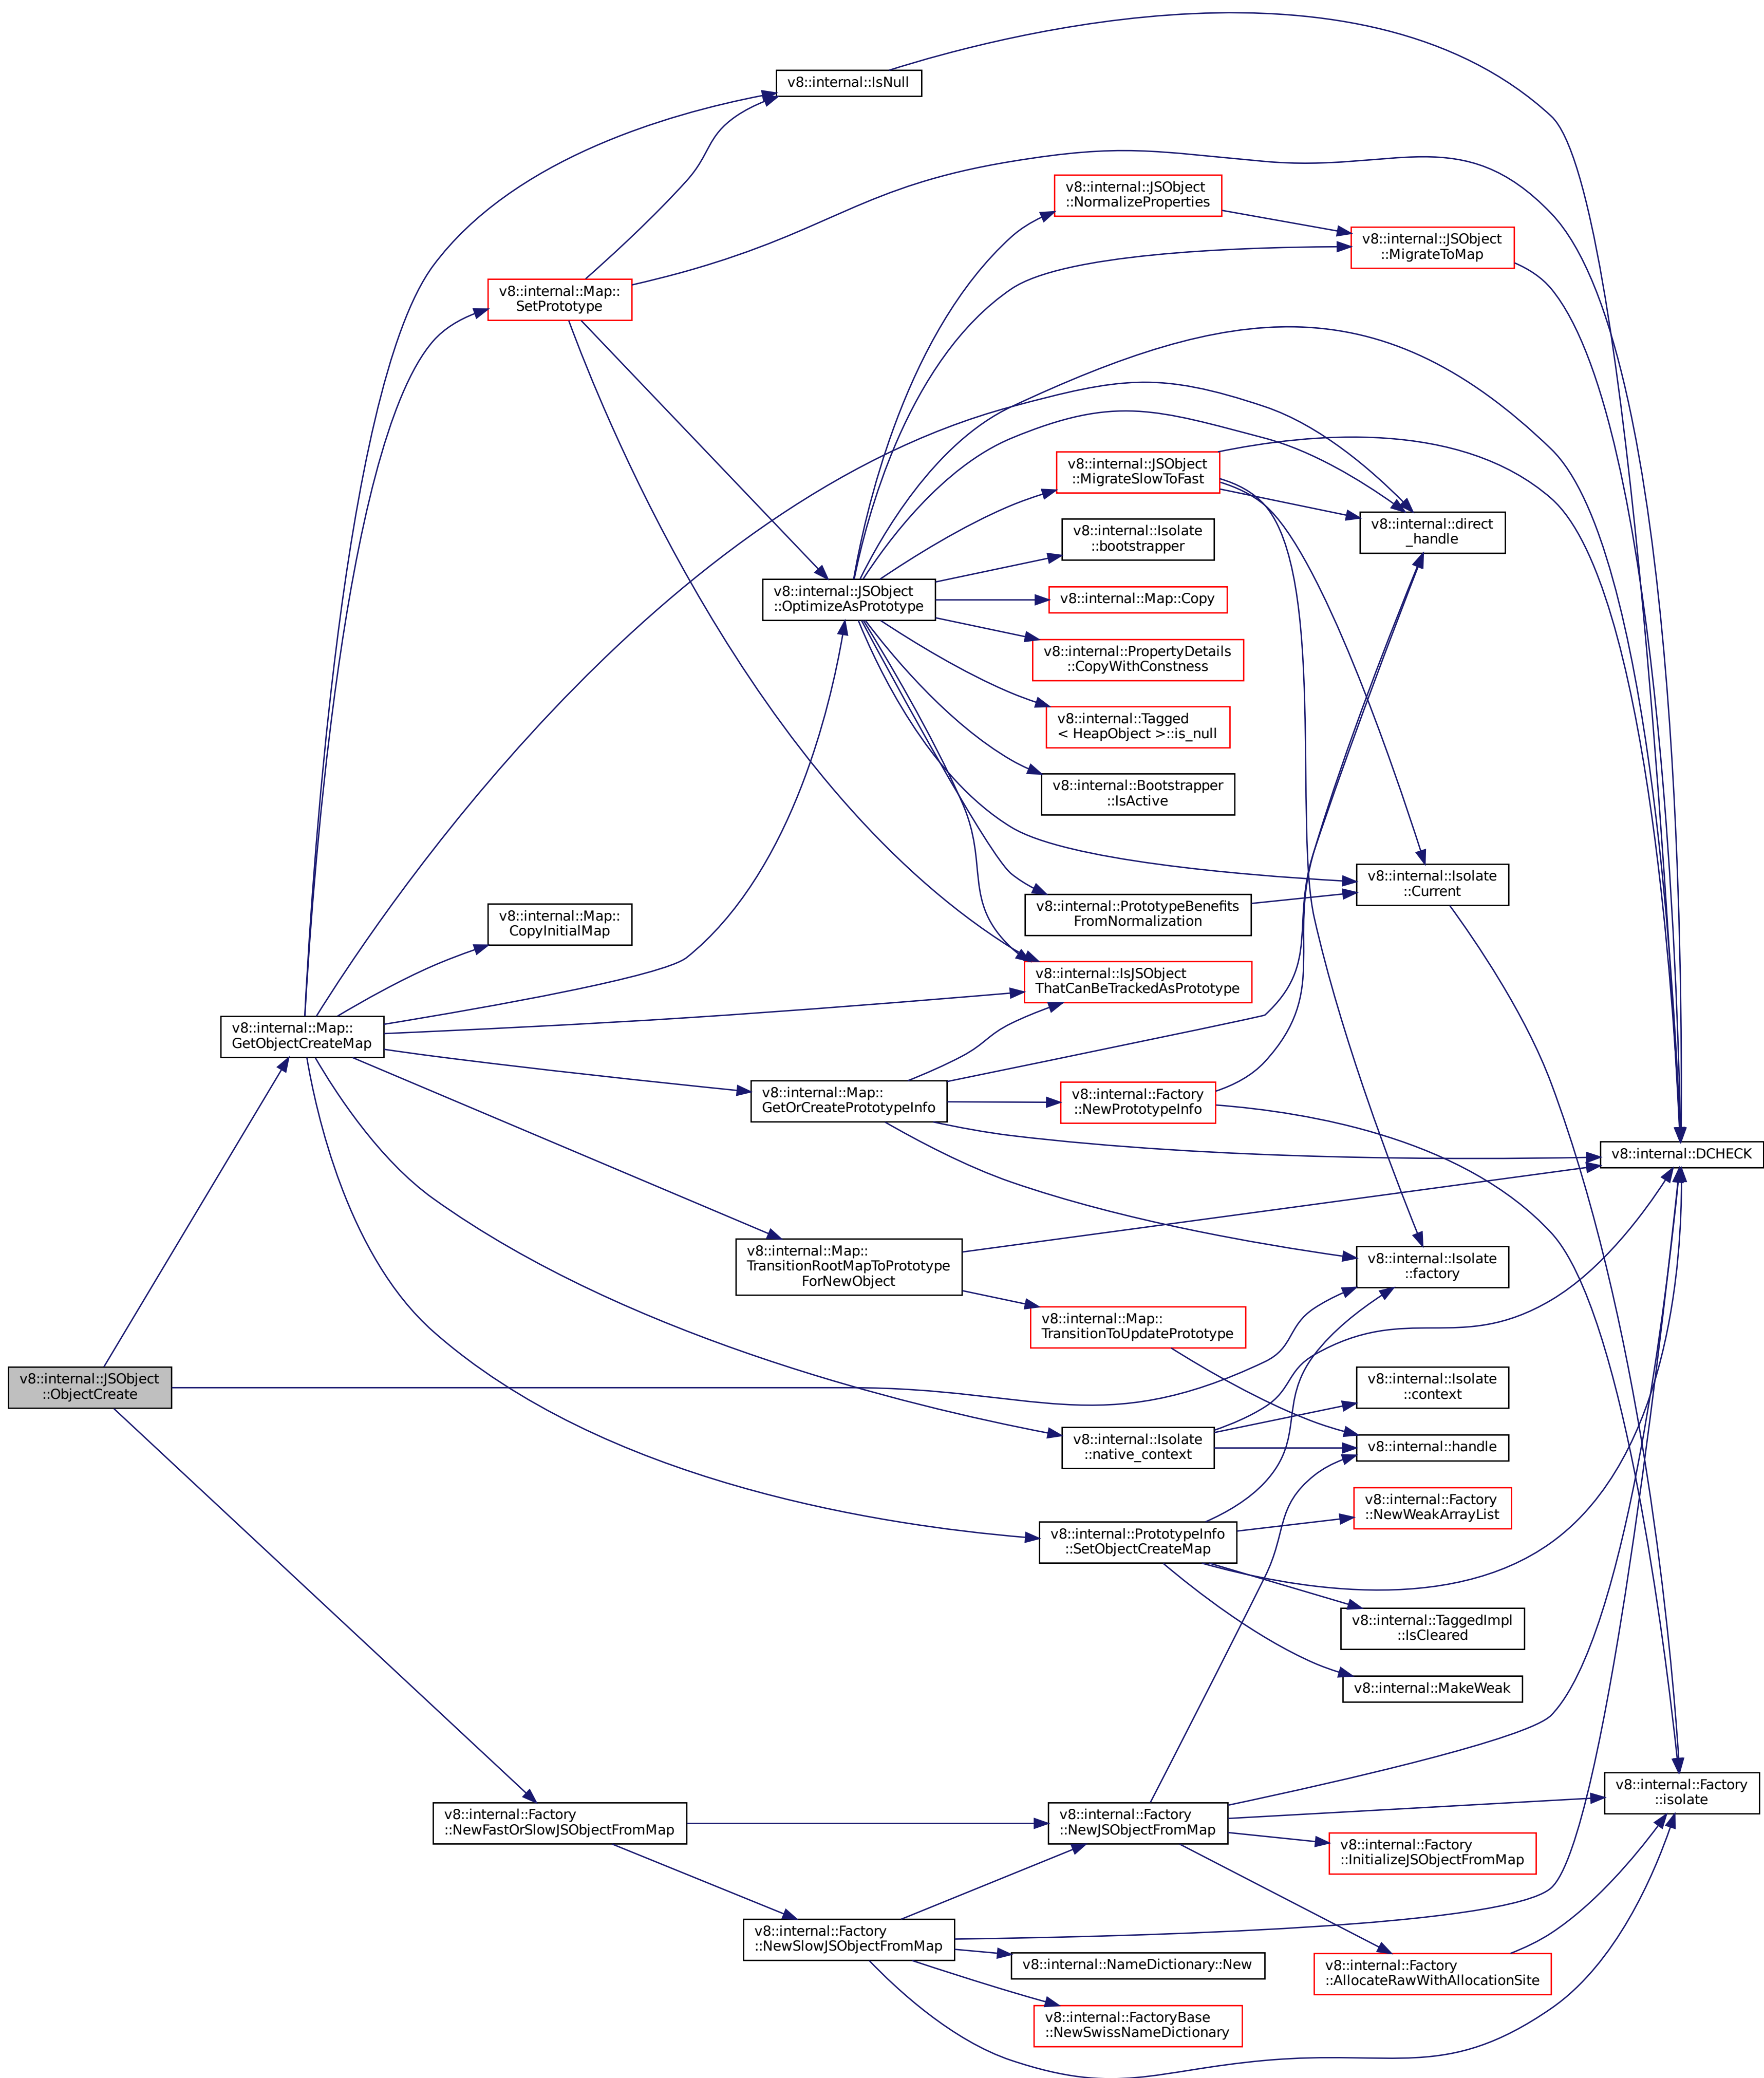 v8::internal::IsNull
v8::internal::JSObject
::NormalizeProperties
v8::internal::JSObject
::MigrateToMap
v8::internal::Map::
SetPrototype
v8::internal::JSObject
::MigrateSlowToFast
v8::internal::direct
_handle
v8::internal::Isolate
::bootstrapper
v8::internal::JSObject
::OptimizeAsPrototype
v8::internal::Map::Copy
v8::internal::PropertyDetails
::CopyWithConstness
v8::internal::Tagged
< HeapObject >::is_null
v8::internal::Bootstrapper
::IsActive
v8::internal::Isolate
::Current
v8::internal::PrototypeBenefits
FromNormalization
v8::internal::Map::
CopyInitialMap
v8::internal::IsJSObject
ThatCanBeTrackedAsPrototype
v8::internal::Map::
GetObjectCreateMap
v8::internal::Map::
GetOrCreatePrototypeInfo
v8::internal::Factory
::NewPrototypeInfo
v8::internal::DCHECK
v8::internal::Map::
TransitionRootMapToPrototype
ForNewObject
v8::internal::Isolate
::factory
v8::internal::Map::
TransitionToUpdatePrototype
v8::internal::JSObject
::ObjectCreate
v8::internal::Isolate
::context
v8::internal::Isolate
::native_context
v8::internal::handle
v8::internal::Factory
::NewWeakArrayList
v8::internal::PrototypeInfo
::SetObjectCreateMap
v8::internal::TaggedImpl
::IsCleared
v8::internal::MakeWeak
v8::internal::Factory
::isolate
v8::internal::Factory
::NewFastOrSlowJSObjectFromMap
v8::internal::Factory
::NewJSObjectFromMap
v8::internal::Factory
::InitializeJSObjectFromMap
v8::internal::Factory
::NewSlowJSObjectFromMap
v8::internal::NameDictionary::New
v8::internal::Factory
::AllocateRawWithAllocationSite
v8::internal::FactoryBase
::NewSwissNameDictionary